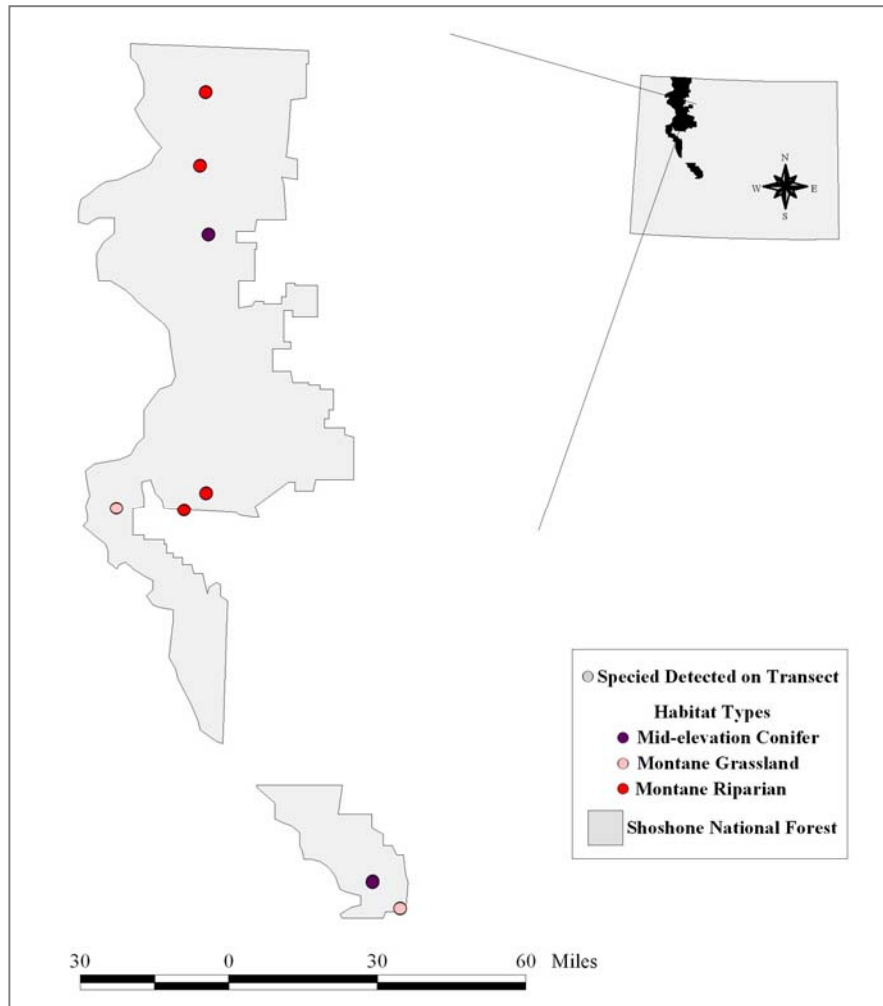 N
W E
S
Specied Detected on Transect
Habitat Types
Mid-elevation Conifer
Montane Grassland
Montane Riparian
Shoshone National Forest
30 0 30 60 Miles